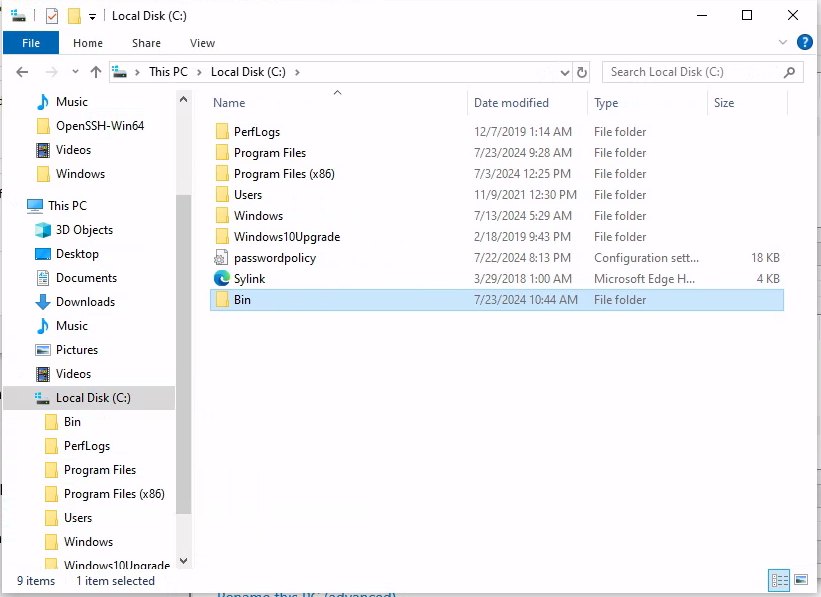 Local Disk (C:)
File Home Share View
This PC Local Disk (C:) Search Local Disk (C:)
Music
OpenSSH-Win64
Videos
Windows
This PC
3D Objects
Desktop
Documents
Downloads
Music
Pictures
Videos
Local Disk (C:)
Bin
PerfLogs
Program Files
Program Files (x86)
Users
Windows
Windows10Upgrade
Name Date modified Type Size
PerfLogs 12/7/2019 1:14 AM File folder
Program Files 7/23/2024 9:28 AM File folder
Program Files (x86) 7/3/2024 12:25 PM File folder
Users 11/9/2021 12:30 PM File folder
Windows 7/13/2024 5:29 AM File folder
Windows10Upgrade 2/18/2019 9:43 PM File folder
passwordpolicy 7/22/2024 8:13 PM Configuration sett... 18 KB
Sylink 3/29/2018 1:00 AM Microsoft Edge H... 4 KB
Bin 7/23/2024 10:44 AM File folder
9 items 1 item selected
Rename this PC (advanced)